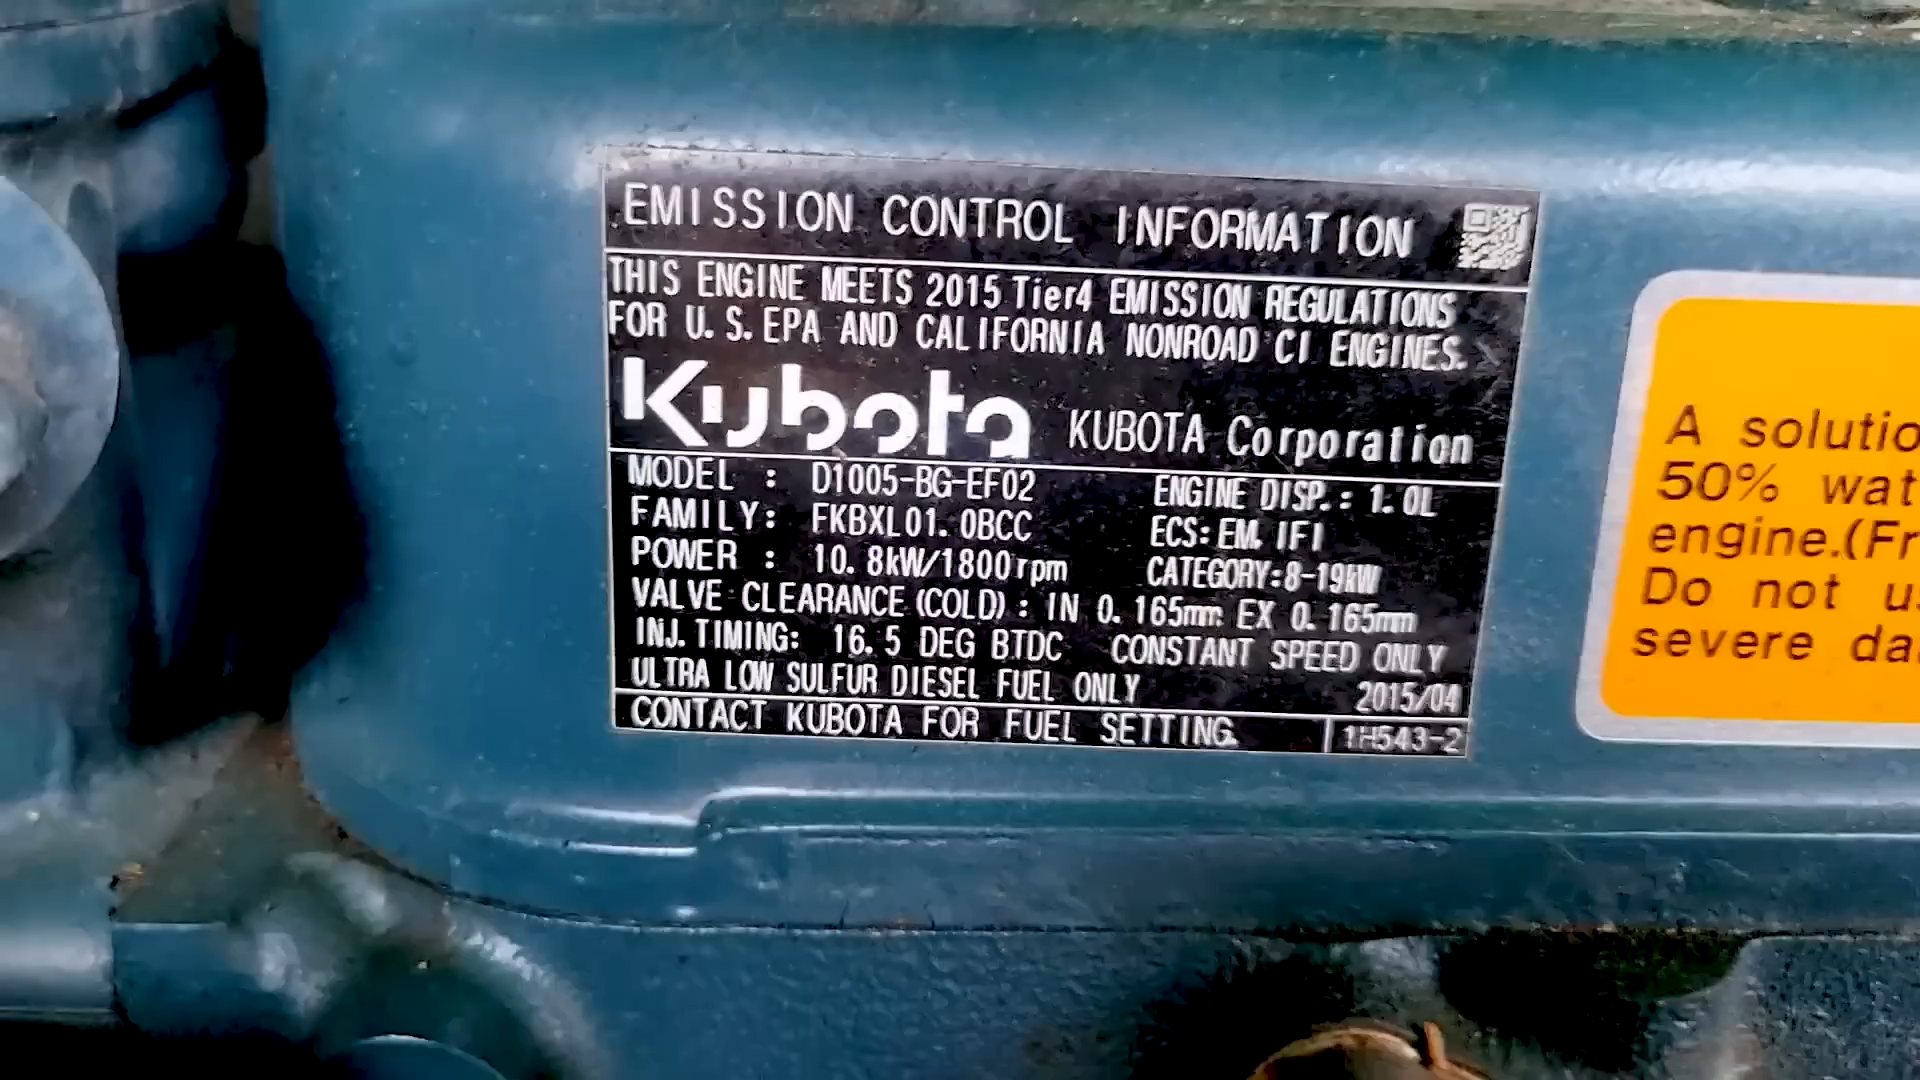 EMISSION CONTROL INFORMATION
THIS ENGINE MEETS 2015 Tier4 EMISSION REGULATIONS
FOR U.S.EPA AND CALIFORNIA NONROAD CI ENGINES.
Kubota KUBOTA Corporation
MODEL : D1005-BG-EF02 ENGINE DISP.: 1.0L
FAMILY: FKBXL01.0BCC ECS: EM, IFI
POWER : 10.8kW/1800rpm CATEGORY:8-19kW
VALVE CLEARANCE (COLD) : IN 0.165mm EX 0.165mm
INJ. TIMING: 16.5 DEG BTDC CONSTANT SPEED ONLY
ULTRA LOW SULFUR DIESEL FUEL ONLY 2015/04
CONTACT KUBOTA FOR FUEL SETTING. 1H543-2
A solutio
50% wat
engine.(Fr
Do not us
severe da